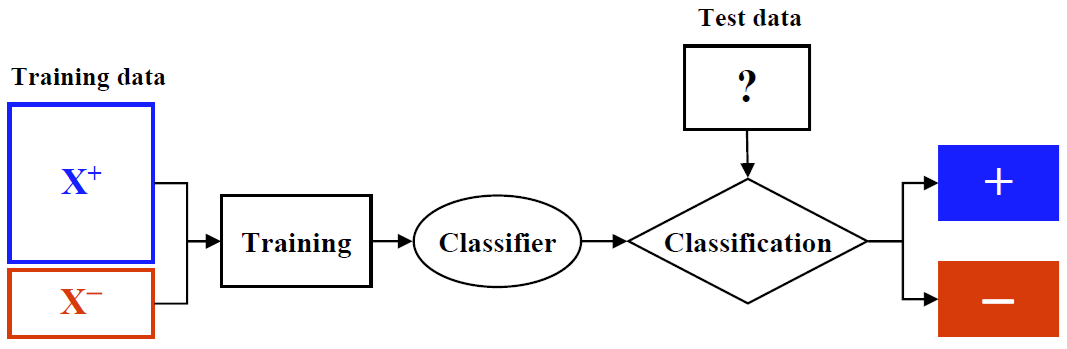 Test data
?
Training data
X⁺
X⁻
Training
Classifier
Classification
+
−